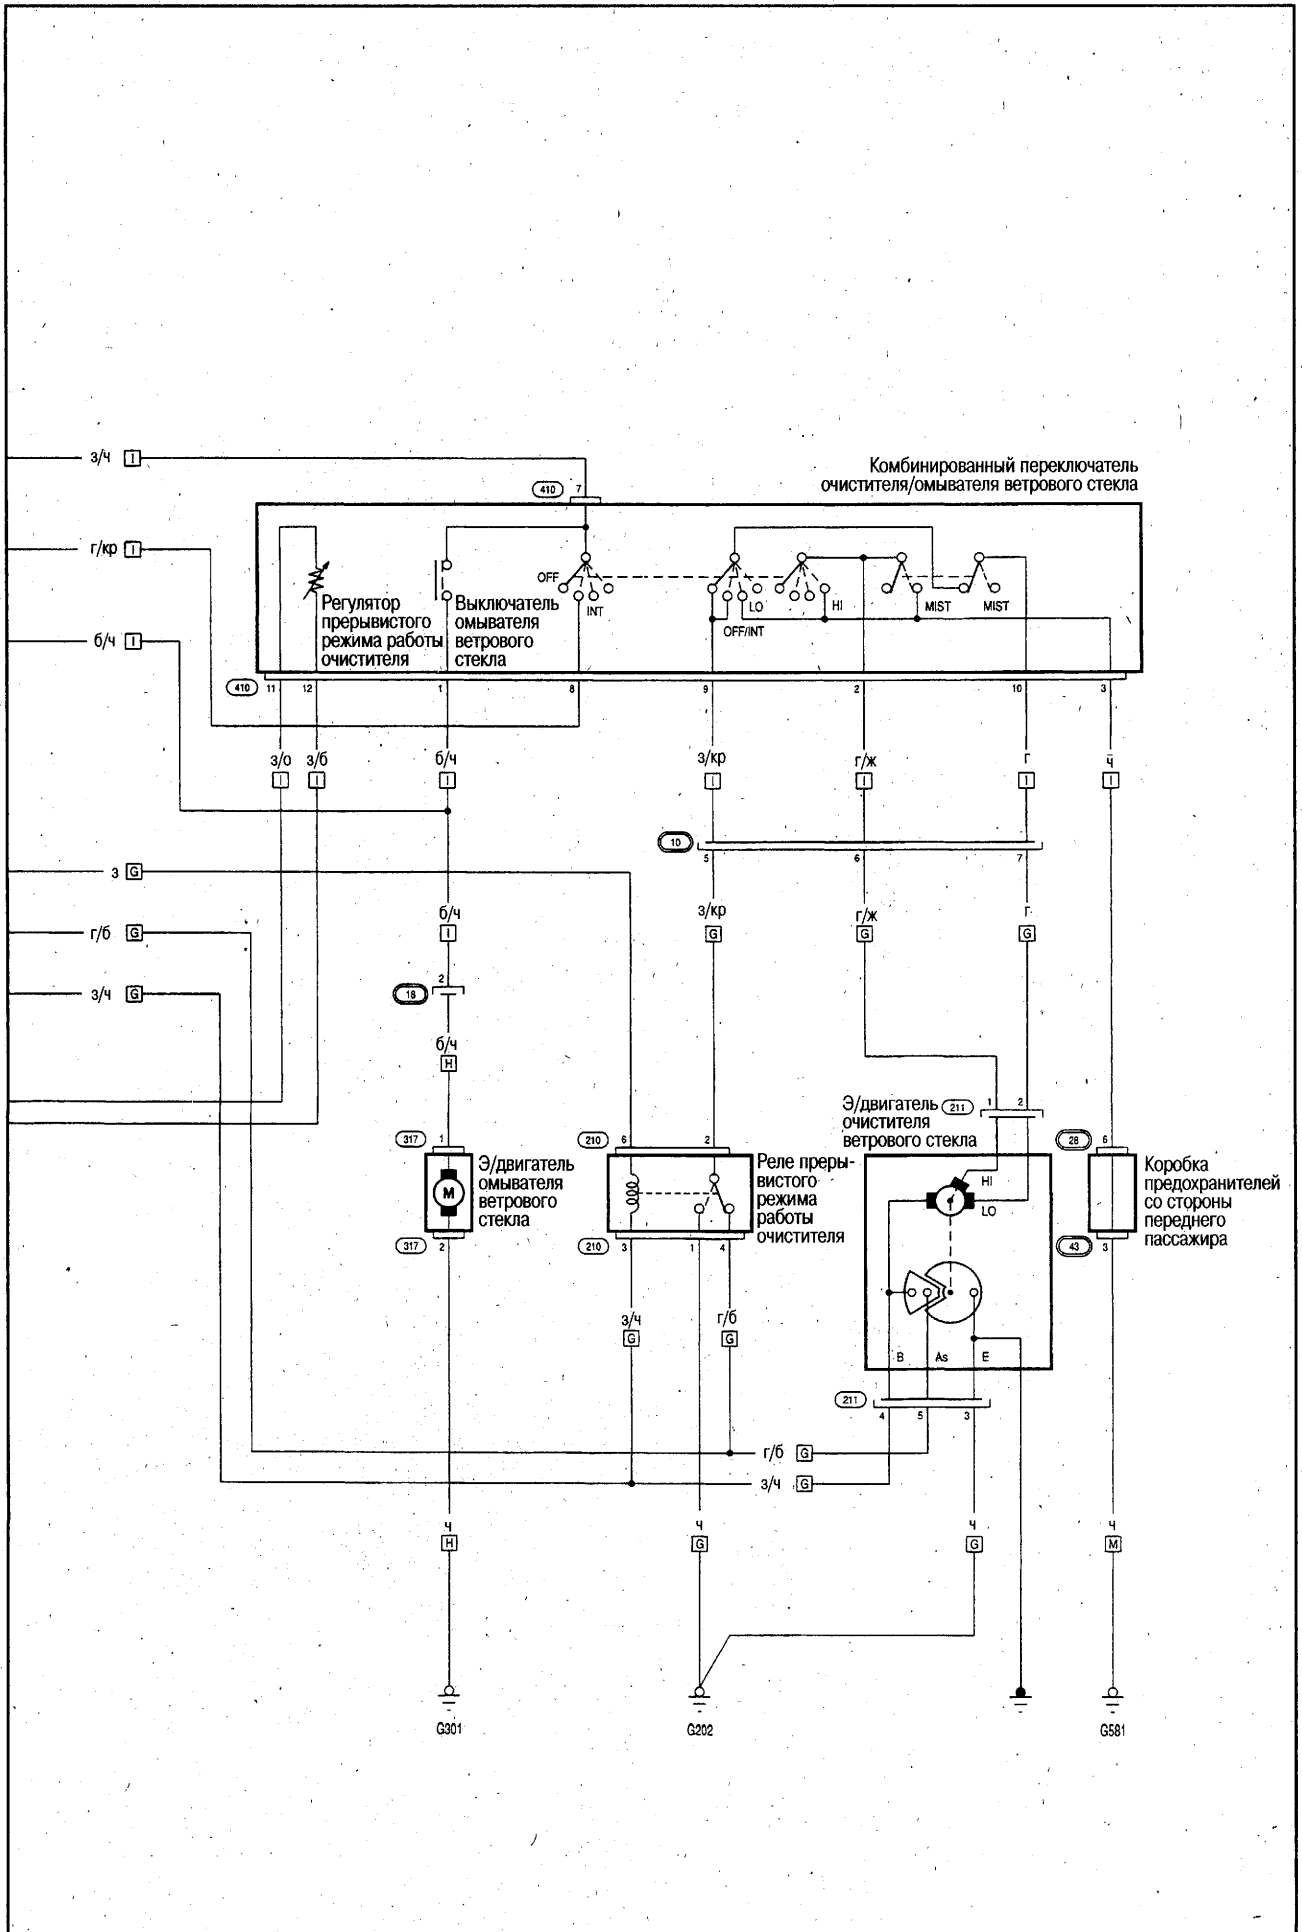 з/ч I
Комбинированный переключатель
очистителя/омывателя ветрового стекла
410 7
г/кр I
OFF
INT
LO
OFF/INT
HI
MIST
MIST
Регулятор
прерывистого
режима работы
очистителя
Выключатель
омывателя
ветрового
стекла
б/ч I
410 11 12 1 8 9 2 10 3
з/о з/б б/ч з/кр г/ж г ч
I I I I I I I
10
5 6 7
з G
б/ч з/кр г/ж г
I G G G
г/б G
2
18
з/ч G
б/ч
H
Э/двигатель
очистителя
ветрового стекла
211 1 2
317 1
210 6 2
28 6
Э/двигатель
омывателя
ветрового
стекла
M
Реле преры-
вистого
режима
работы
очистителя
HI
LO
Коробка
предохранителей
со стороны
переднего
пассажира
317 2
210 3 1 4
43 3
з/ч г/б
G G
B As E
211
4 5 3
г/б G
з/ч G
ч ч ч ч
H G G M
G301 G202 G581